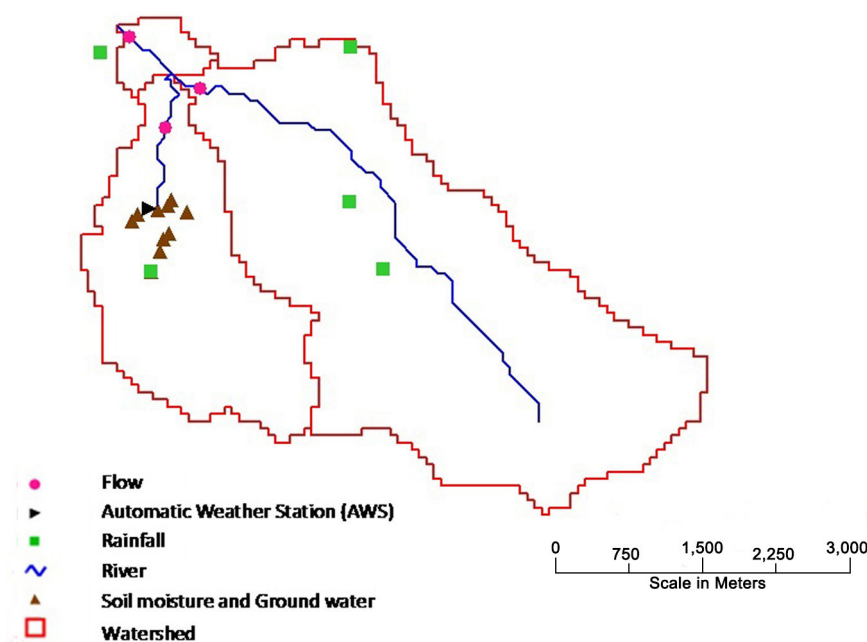 Flow
Automatic Weather Station (AWS)
Rainfall
River
Soil moisture and Ground water
Watershed
0 750 1,500 2,250 3,000
Scale in Meters